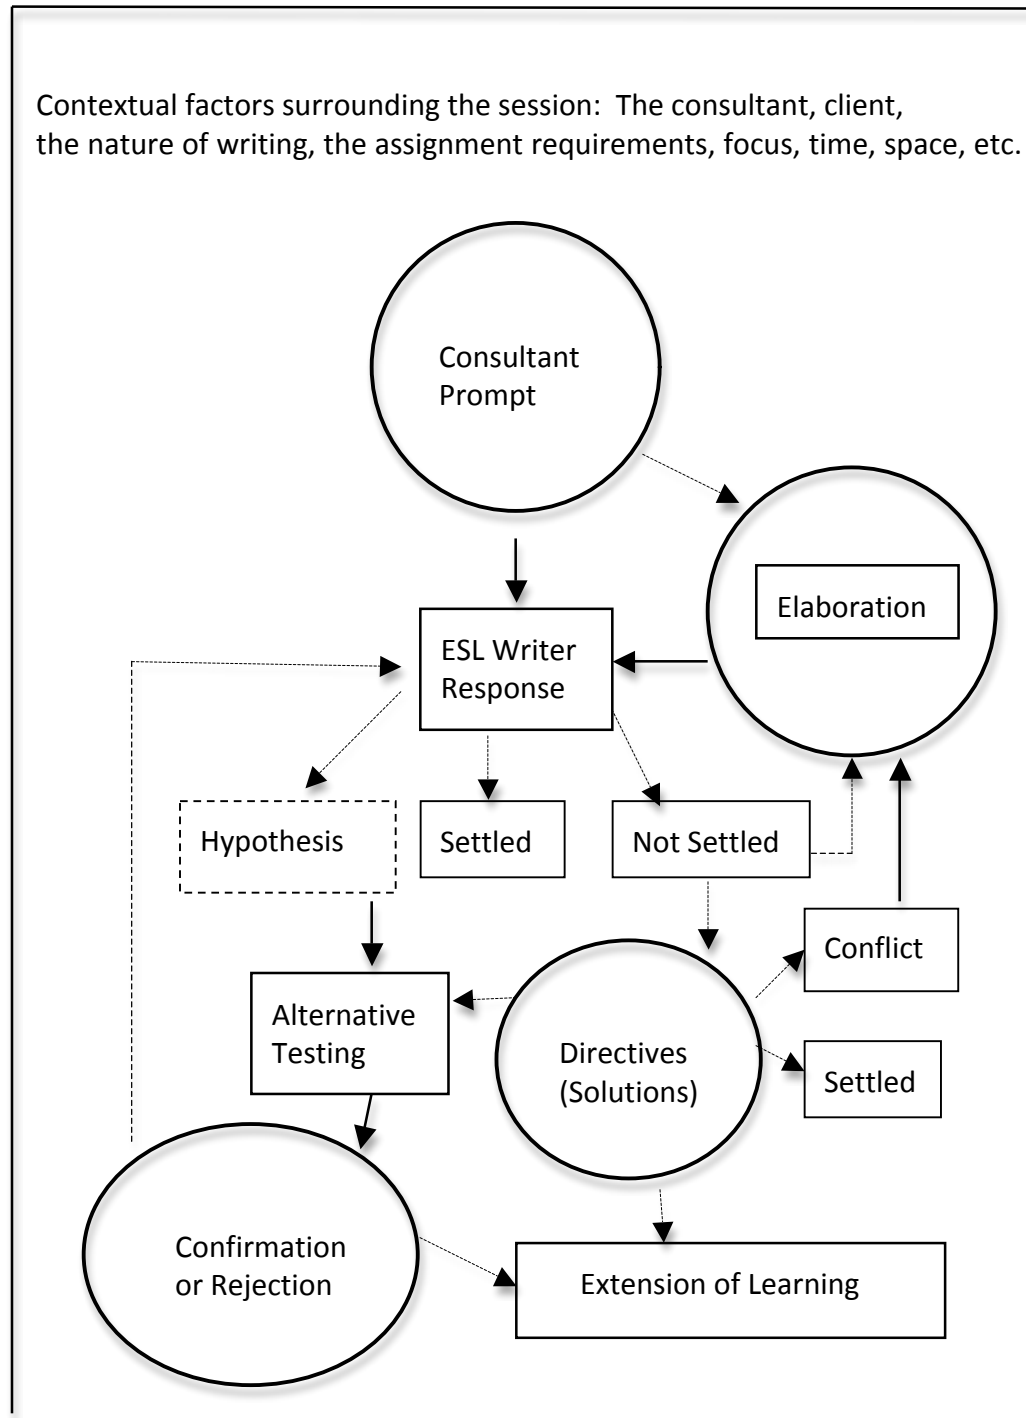 Contextual factors surrounding the session:  The consultant, client,
the nature of writing, the assignment requirements, focus, time, space, etc.
Consultant
Prompt
Elaboration
ESL Writer
Response
Hypothesis
Settled
Not Settled
Conflict
Alternative
Testing
Directives
(Solutions)
Settled
Confirmation
or Rejection
Extension of Learning